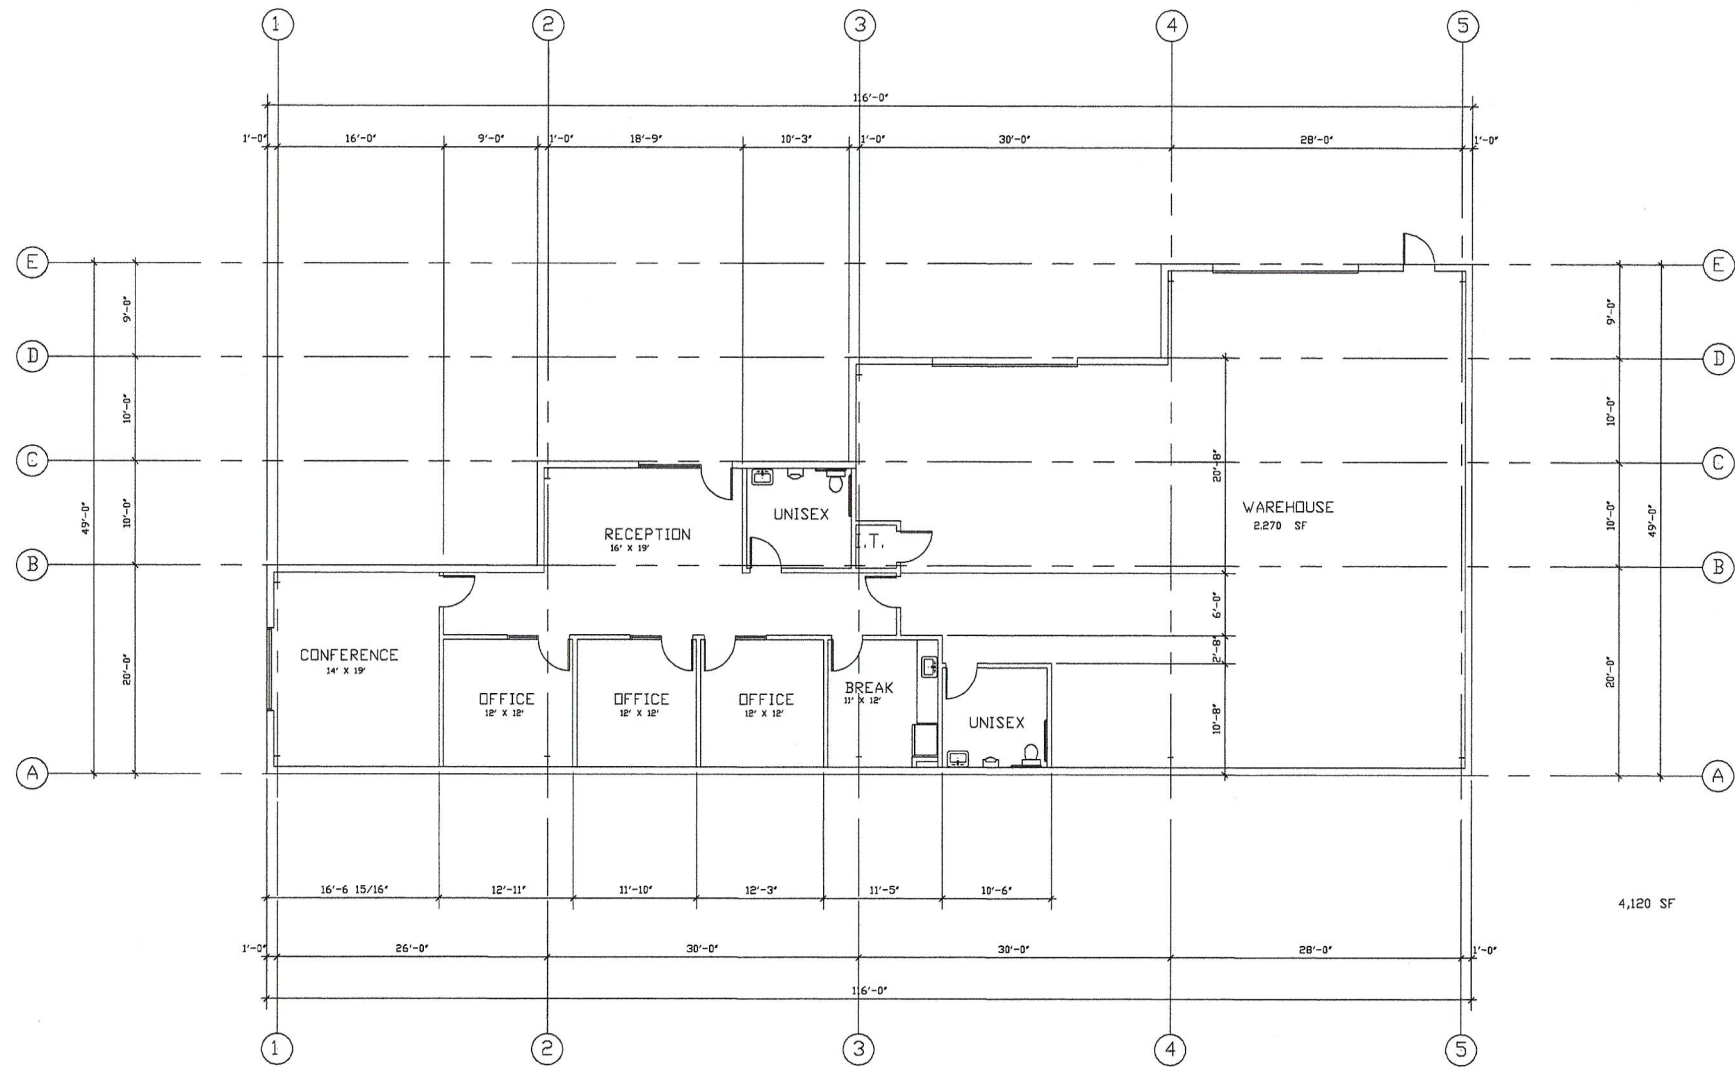 1 2 3 4 5
116'-0"
1'-0" 16'-0" 9'-0" 1'-0" 18'-9" 10'-3" 1'-0" 30'-0" 28'-0" 1'-0"
E E
9'-0" 9'-0"
D D
10'-0" 10'-0"
C C
20'-8"
49'-0" 10'-0" 10'-0" 49'-0"
WAREHOUSE
2,270 SF
UNISEX
RECEPTION
16' X 19'
I.T.
B B
6'-0"
2'-8"
CONFERENCE
14' X 19'
20'-0" 20'-0"
OFFICE
12' X 12'
OFFICE
12' X 12'
OFFICE
12' X 12'
BREAK
11' X 12'
UNISEX
10'-8"
A A
16'-6 15/16" 12'-11" 11'-10" 12'-3" 11'-5" 10'-6"
4,120 SF
1'-0" 26'-0" 30'-0" 30'-0" 28'-0" 1'-0"
116'-0"
1 2 3 4 5